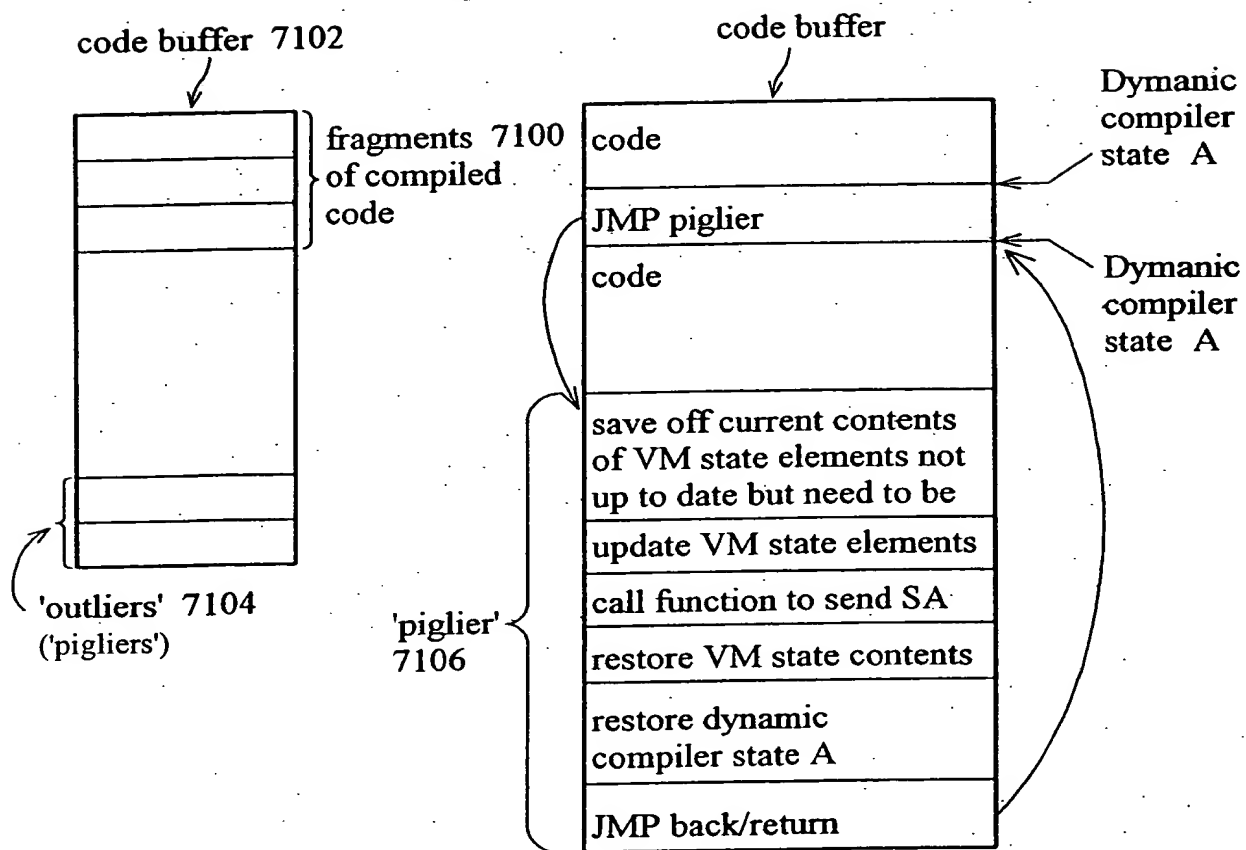 code buffer 7102
fragments 7100
of compiled
code
'outliers' 7104
('pigliers')
code buffer
code
JMP piglier
code
save off current contents
of VM state elements not
up to date but need to be
update VM state elements
call function to send SA
restore VM state contents
restore dynamic
compiler state A
JMP back/return
'piglier'
7106
Dymanic
compiler
state A
Dymanic
compiler
state A